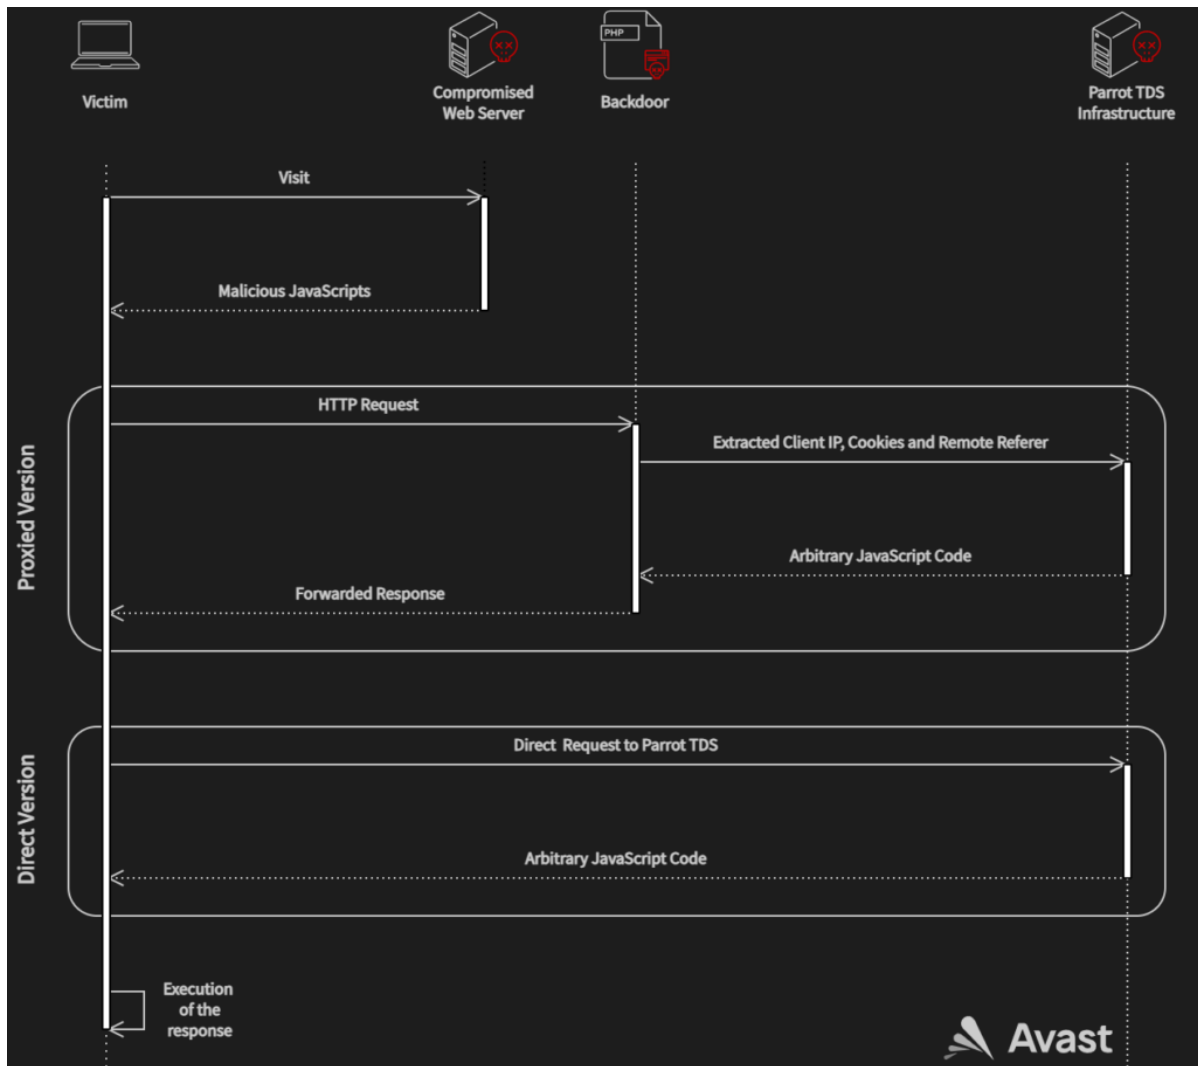 PHP
Victim
Compromised
Web Server
Backdoor
Parrot TDS
Infrastructure
Visit
Malicious JavaScripts
Proxied Version
HTTP Request
Extracted Client IP, Cookies and Remote Referer
Arbitrary JavaScript Code
Forwarded Response
Direct Version
Direct Request to Parrot TDS
Arbitrary JavaScript Code
Execution
of the
response
Avast